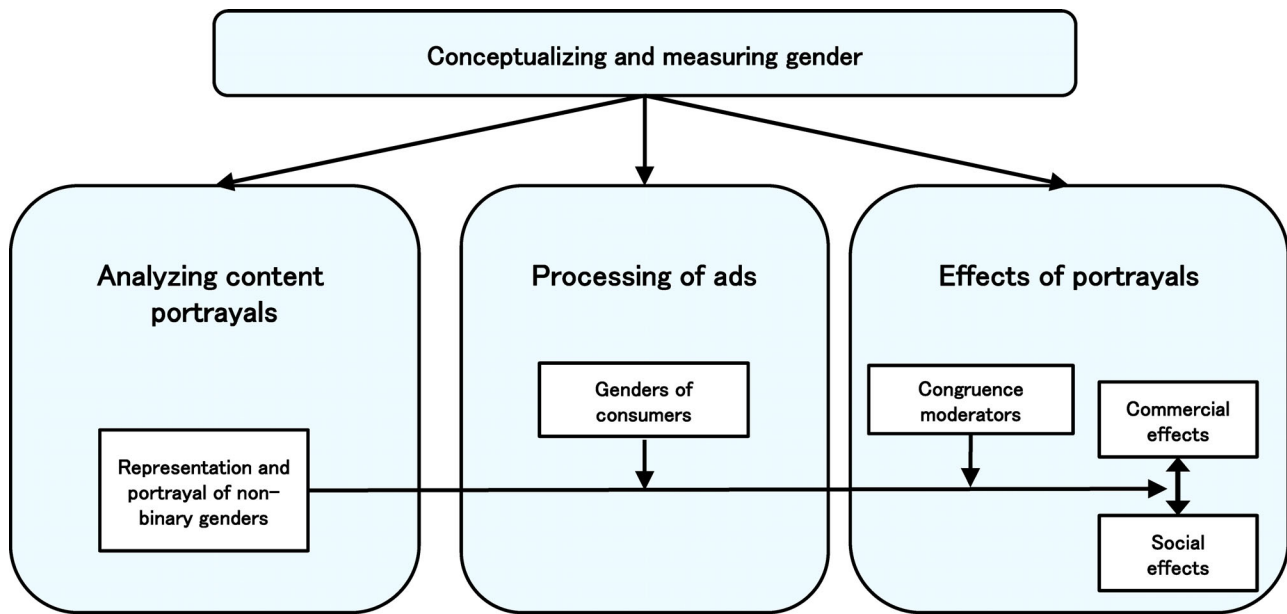 Conceptualizing and measuring gender
Analyzing content
portrayals
Representation and
portrayal of non-
binary genders
Processing of ads
Genders of
consumers
Effects of portrayals
Congruence
moderators
Commercial
effects
Social
effects